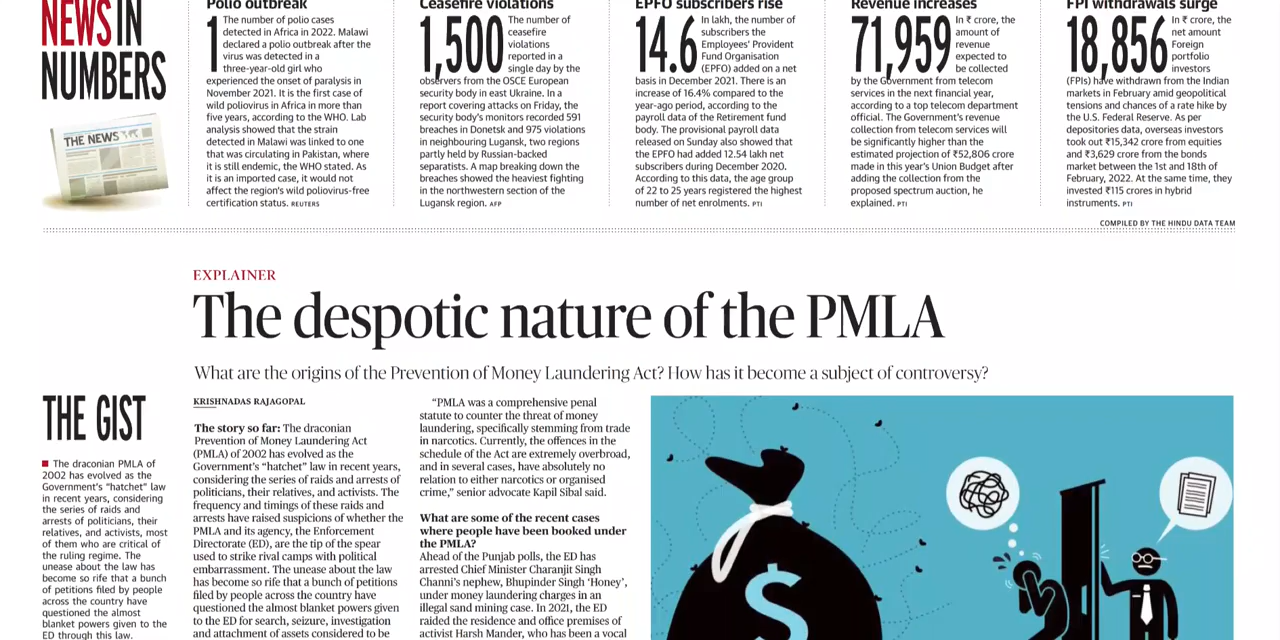 NEWS IN
NUMBERS
THE NEWS
Polio outbreak
1
The number of polio cases
detected in Africa in 2022. Malawi
declared a polio outbreak after the
virus was detected in a
three-year-old girl who
experienced the onset of paralysis in
November 2021. It is the first case of
wild poliovirus in Africa in more than
five years, according to the WHO. Lab
analysis showed that the strain
detected in Malawi was linked to one
that was circulating in Pakistan, where
it is still endemic, the WHO stated. As
it is an imported case, it would not
affect the region's wild poliovirus-free
certification status. REUTERS
Ceasefire violations
1,500
The number of
ceasefire
violations
reported in a
single day by the
observers from the OSCE European
security body in east Ukraine. In a
report covering attacks on Friday, the
security body's monitors recorded 591
breaches in Donetsk and 975 violations
in neighbouring Lugansk, two regions
partly held by Russian-backed
separatists. A map breaking down the
breaches showed the heaviest fighting
in the northwestern section of the
Lugansk region. AFP
EPFO subscribers rise
14.6
In lakh, the number of
subscribers the
Employees' Provident
Fund Organisation
(EPFO) added on a net
basis in December 2021. There is an
increase of 16.4% compared to the
year-ago period, according to the
payroll data of the Retirement fund
body. The provisional payroll data
released on Sunday also showed that
the EPFO had added 12.54 lakh net
subscribers during December 2020.
According to this data, the age group
of 22 to 25 years registered the highest
number of net enrolments. PTI
Revenue increases
71,959
In ₹ crore, the
amount of
revenue
expected to
be collected
by the Government from telecom
services in the next financial year,
according to a top telecom department
official. The Government's revenue
collection from telecom services will
be significantly higher than the
estimated projection of ₹52,806 crore
made in this year's Union Budget after
adding the collection from the
proposed spectrum auction, he
explained. PTI
FPI withdrawals surge
18,856
In ₹ crore, the
net amount
Foreign
portfolio
investors
(FPIs) have withdrawn from the Indian
markets in February amid geopolitical
tensions and chances of a rate hike by
the U.S. Federal Reserve. As per
depositories data, overseas investors
took out ₹15,342 crore from equities
and ₹3,629 crore from the bonds
market between the 1st and 18th of
February, 2022. At the same time, they
invested ₹115 crores in hybrid
instruments. PTI
COMPILED BY THE HINDU DATA TEAM
EXPLAINER
The despotic nature of the PMLA
What are the origins of the Prevention of Money Laundering Act? How has it become a subject of controversy?
THE GIST
The draconian PMLA of
2002 has evolved as the
Government's "hatchet" law
in recent years, considering
the series of raids and
arrests of politicians, their
relatives, and activists, most
of them who are critical of
the ruling regime. The
unease about the law has
become so rife that a bunch
of petitions filed by people
across the country have
questioned the almost
blanket powers given to the
ED through this law.
KRISHNADAS RAJAGOPAL
The story so far: The draconian
Prevention of Money Laundering Act
(PMLA) of 2002 has evolved as the
Government's "hatchet" law in recent years,
considering the series of raids and arrests of
politicians, their relatives, and activists. The
frequency and timings of these raids and
arrests have raised suspicions of whether the
PMLA and its agency, the Enforcement
Directorate (ED), are the tip of the spear
used to strike rival camps with political
embarrassment. The unease about the law
has become so rife that a bunch of petitions
filed by people across the country have
questioned the almost blanket powers given
to the ED for search, seizure, investigation
and attachment of assets considered to be
"PMLA was a comprehensive penal
statute to counter the threat of money
laundering, specifically stemming from trade
in narcotics. Currently, the offences in the
schedule of the Act are extremely overbroad,
and in several cases, have absolutely no
relation to either narcotics or organised
crime," senior advocate Kapil Sibal said.
What are some of the recent cases
where people have been booked under
the PMLA?
Ahead of the Punjab polls, the ED has
arrested Chief Minister Charanjit Singh
Channi's nephew, Bhupinder Singh 'Honey',
under money laundering charges in an
illegal sand mining case. In 2021, the ED
raided the residence and office premises of
activist Harsh Mander, who has been a vocal
$